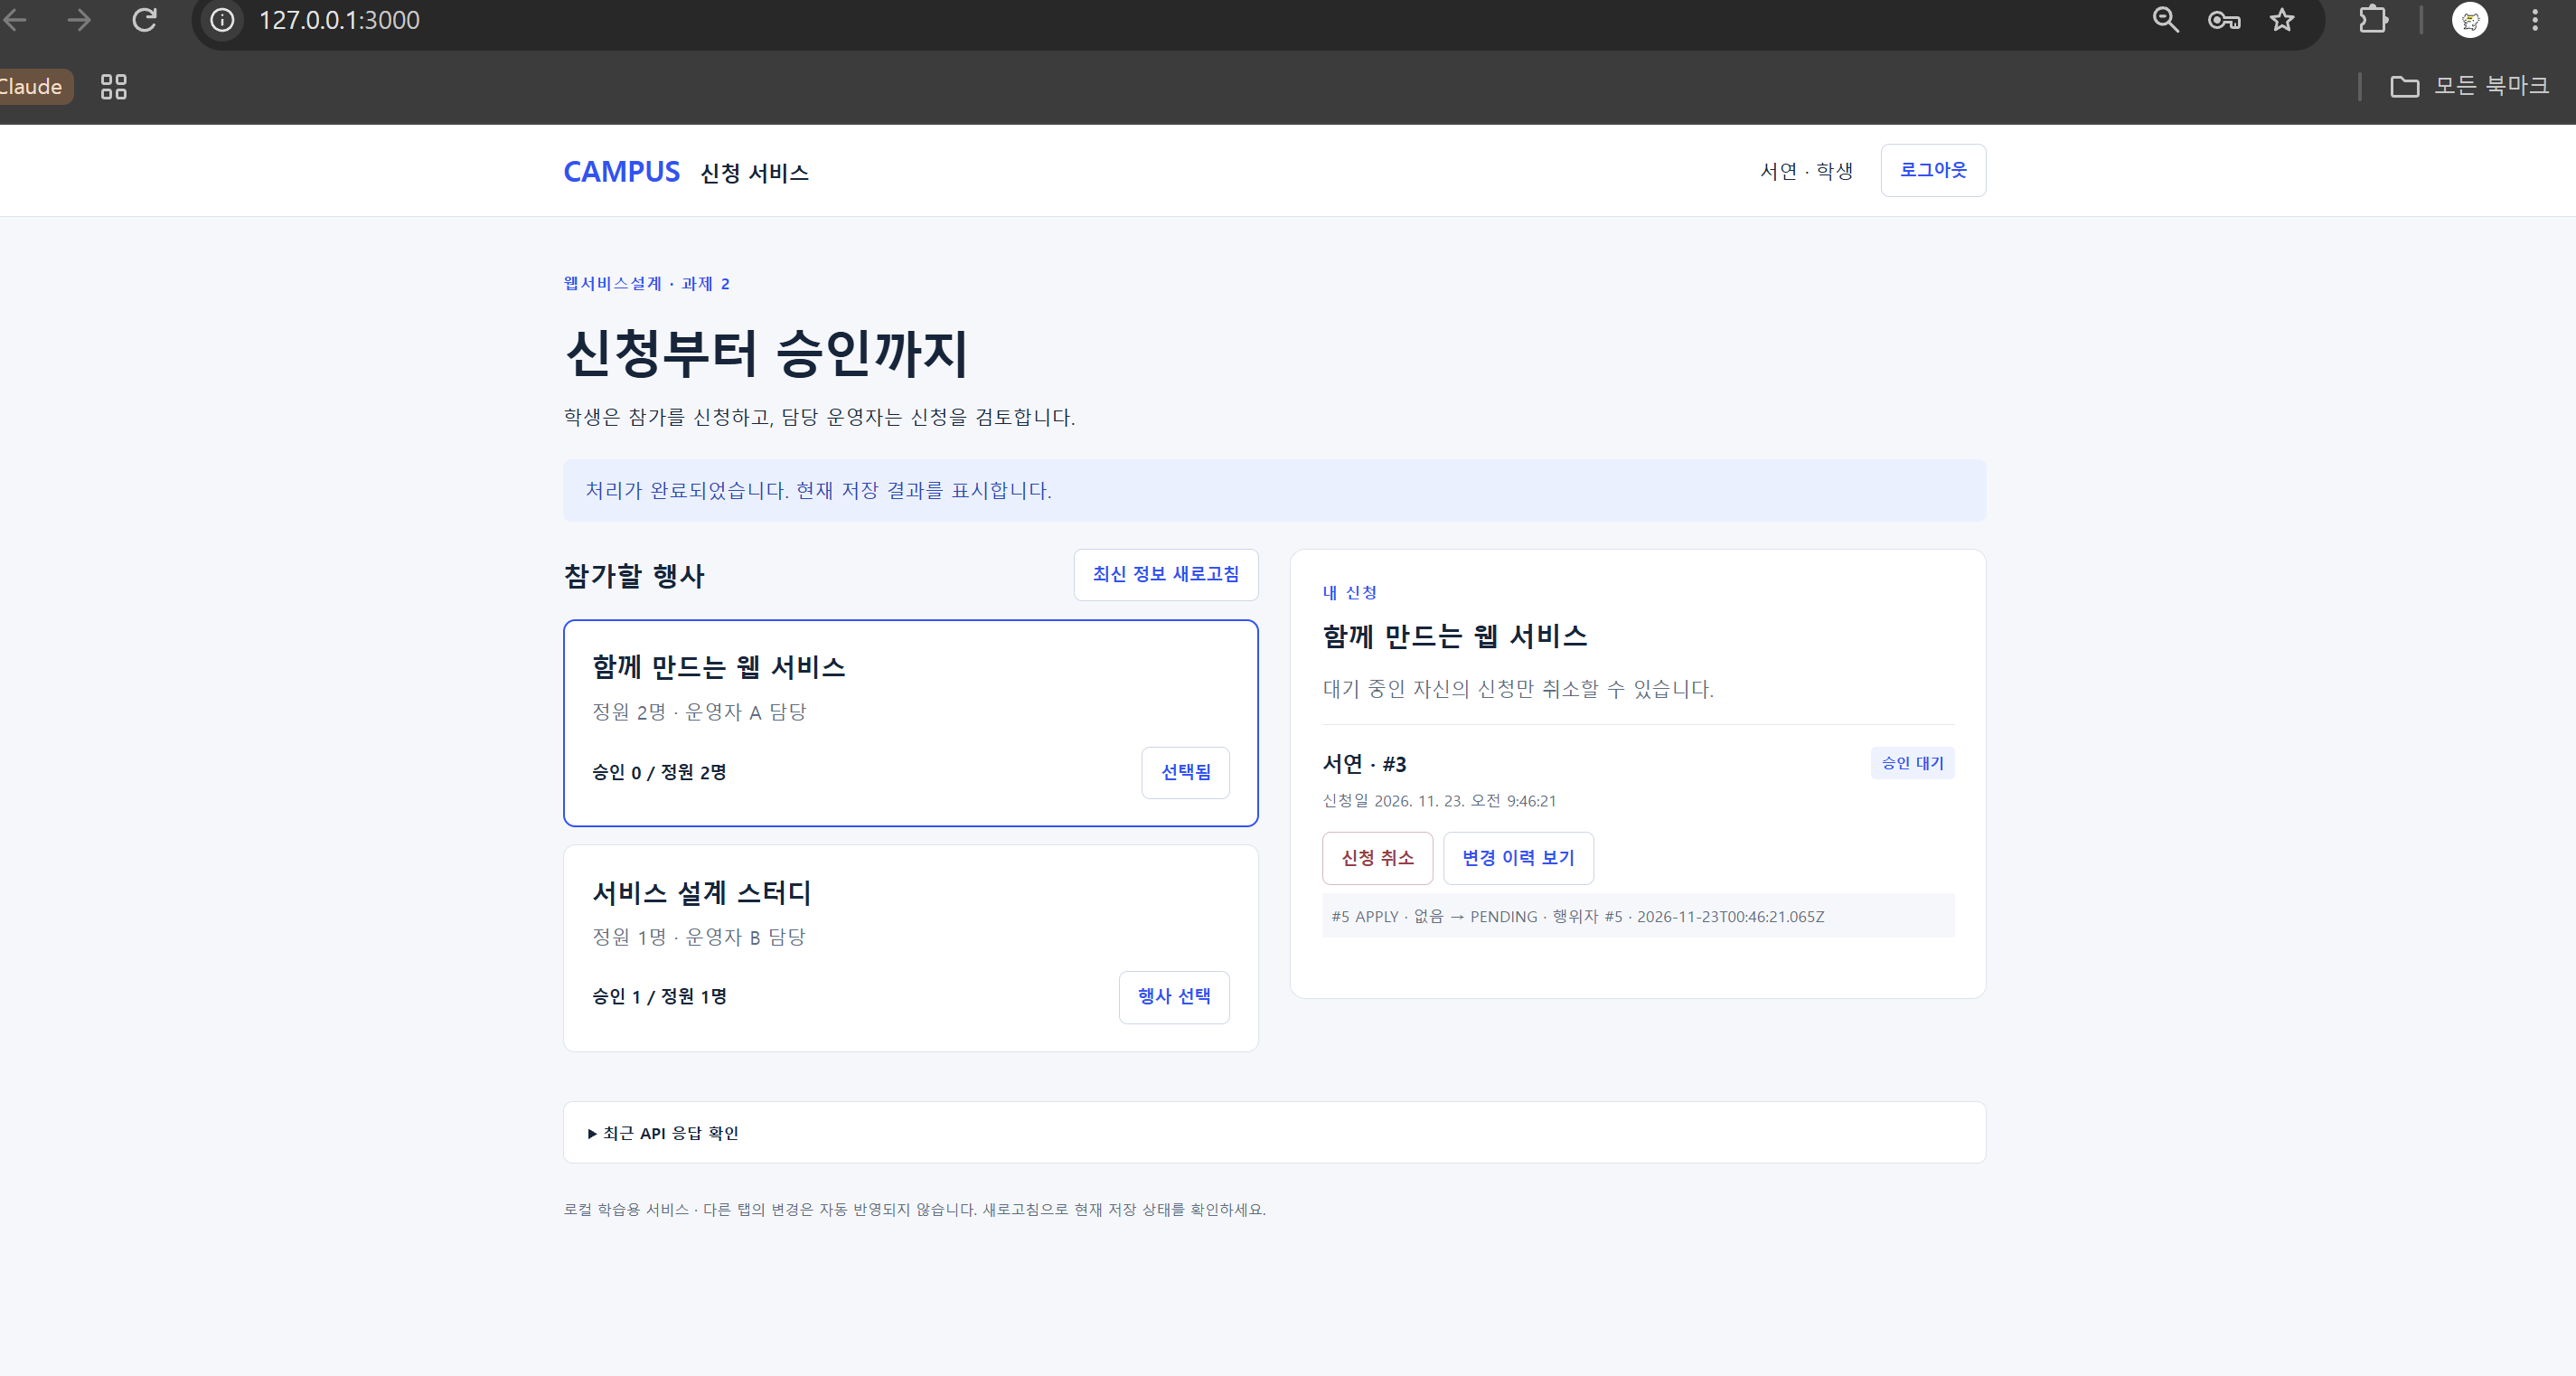 127.0.0.1:3000
Claude
모든 북마크
CAMPUS 신청 서비스
서연 · 학생
로그아웃
웹서비스설계 · 과제 2
신청부터 승인까지
학생은 참가를 신청하고, 담당 운영자는 신청을 검토합니다.
처리가 완료되었습니다. 현재 저장 결과를 표시합니다.
참가할 행사
최신 정보 새로고침
함께 만드는 웹 서비스
정원 2명 · 운영자 A 담당
승인 0 / 정원 2명
선택됨
서비스 설계 스터디
정원 1명 · 운영자 B 담당
승인 1 / 정원 1명
행사 선택
내 신청
함께 만드는 웹 서비스
대기 중인 자신의 신청만 취소할 수 있습니다.
서연 · #3
승인 대기
신청일 2026. 11. 23. 오전 9:46:21
신청 취소
변경 이력 보기
#5 APPLY · 없음 → PENDING · 행위자 #5 · 2026-11-23T00:46:21.065Z
▶ 최근 API 응답 확인
로컬 학습용 서비스 · 다른 탭의 변경은 자동 반영되지 않습니다. 새로고침으로 현재 저장 상태를 확인하세요.